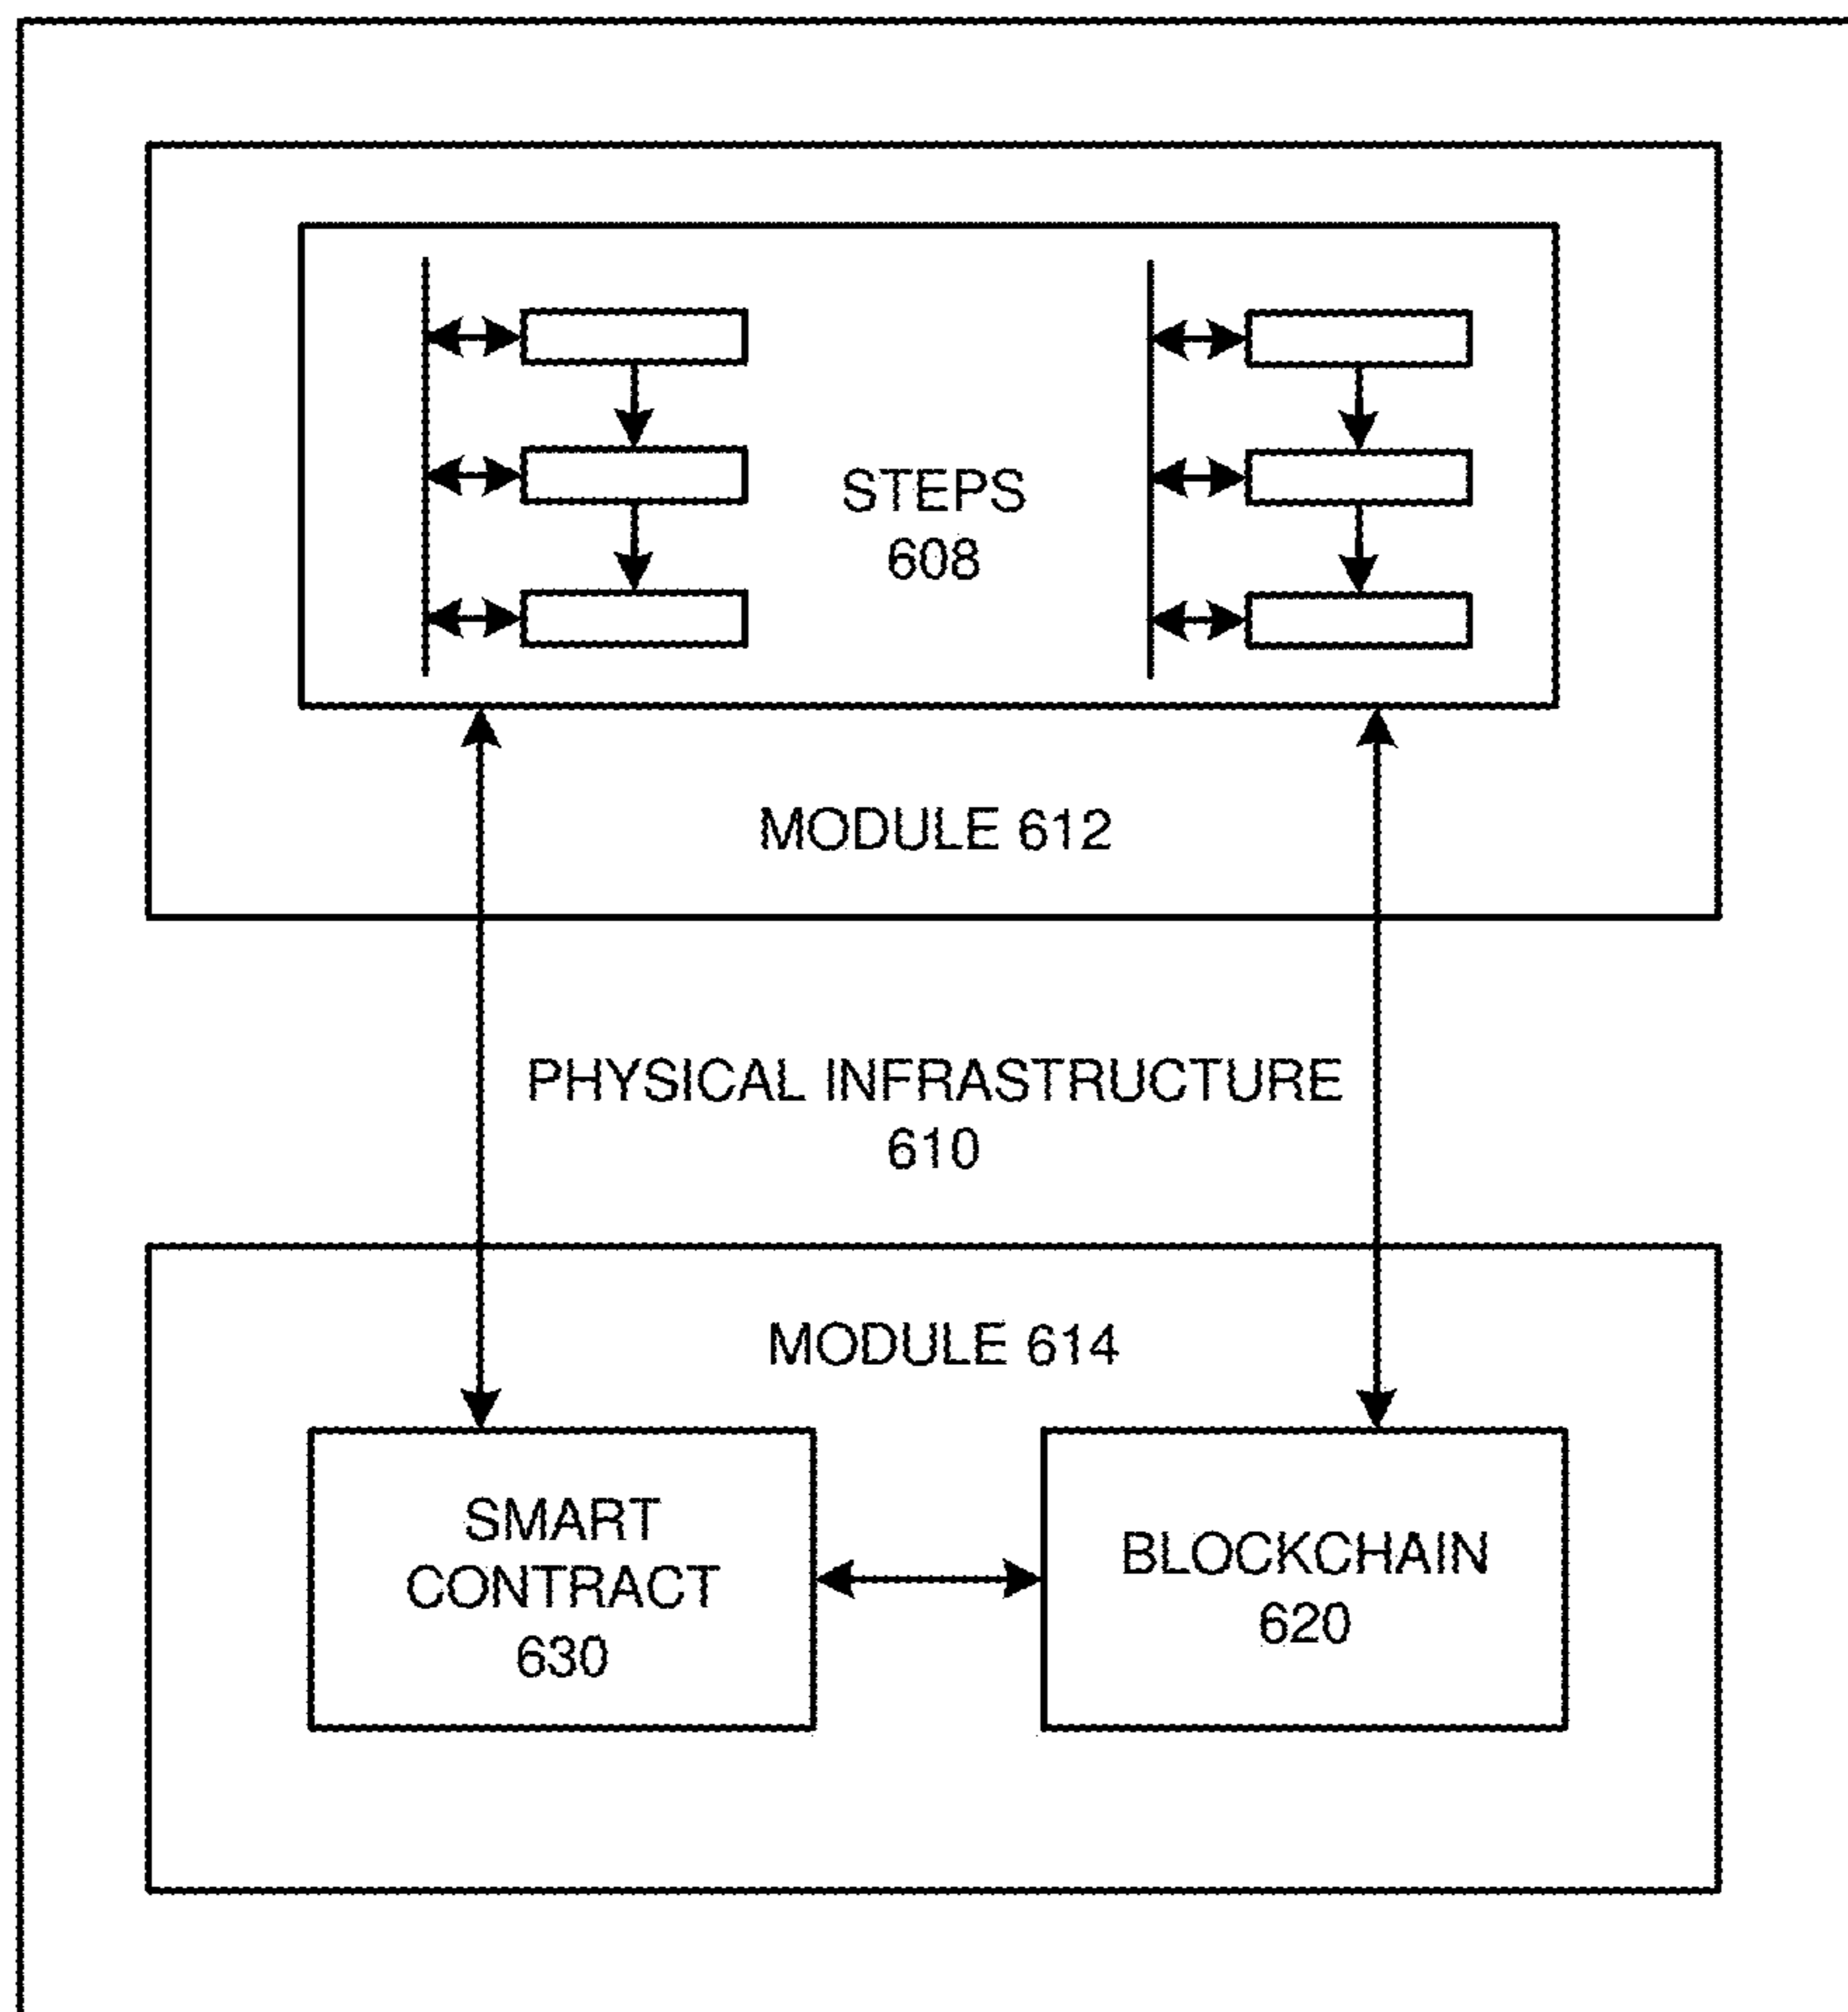 STEPS
608
MODULE 612
PHYSICAL INFRASTRUCTURE
610
MODULE 614
SMART
CONTRACT
630
BLOCKCHAIN
620